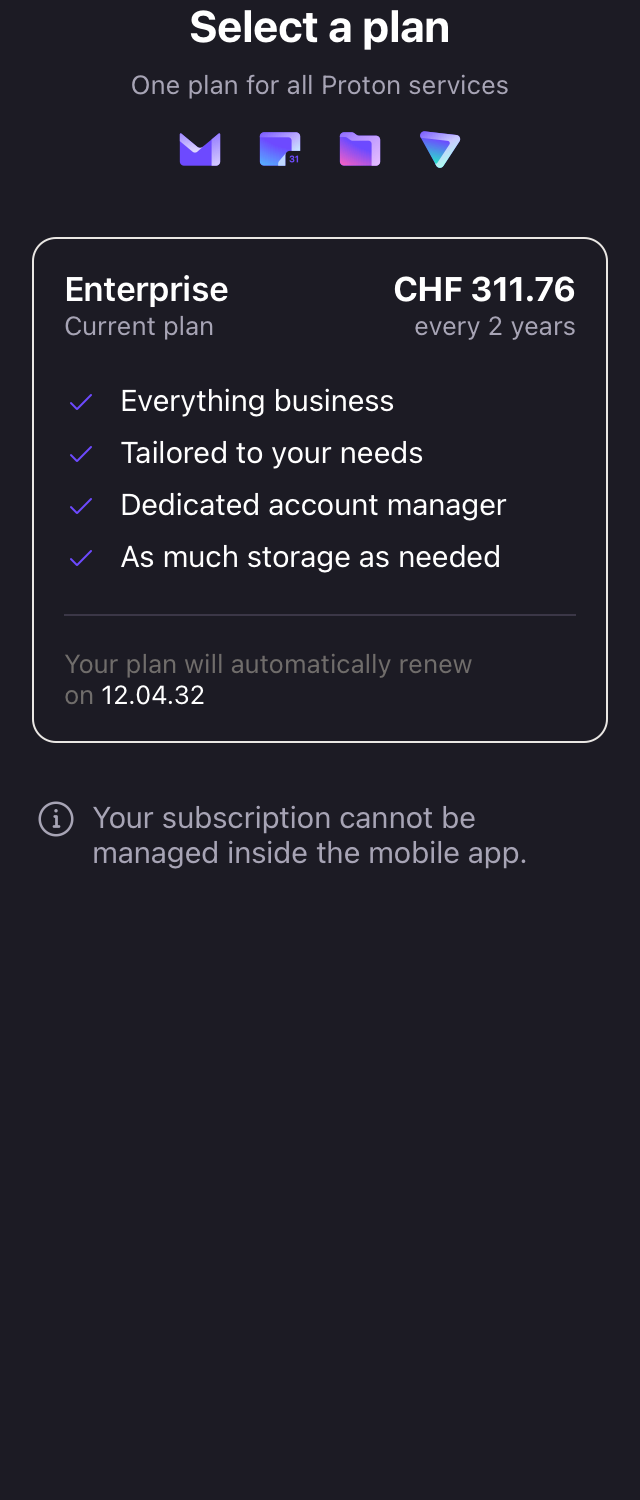 Select a plan
One plan for all Proton services
31
Enterprise CHF 311.76
Current plan every 2 years
Everything business
Tailored to your needs
Dedicated account manager
As much storage as needed
Your plan will automatically renew
on 12.04.32
Your subscription cannot be
managed inside the mobile app.